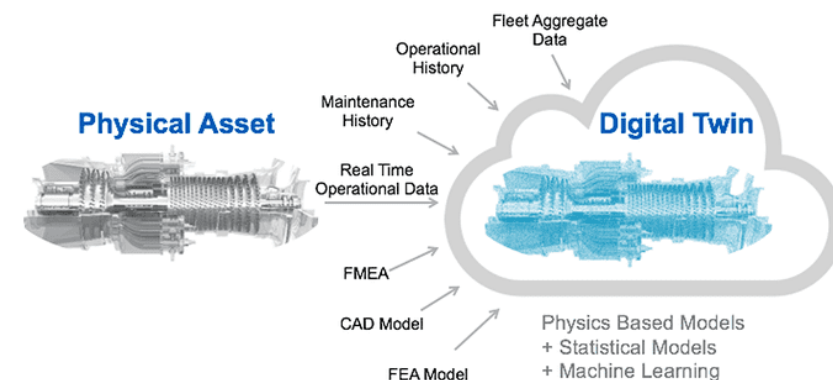 Fleet Aggregate
Data
Operational
History
Maintenance
History
Physical Asset
Digital Twin
Real Time
Operational Data
FMEA
CAD Model
FEA Model
Physics Based Models
+ Statistical Models
+ Machine Learning